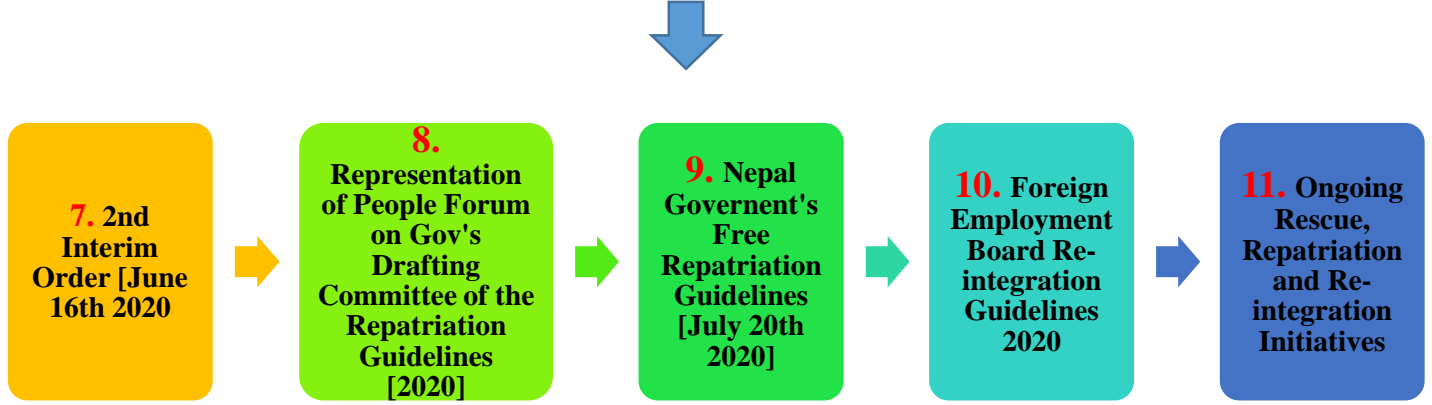 7. 2nd
Interim
Order [June
16th 2020
8.
Representation
of People Forum
on Gov's
Drafting
Committee of the
Repatriation
Guidelines
[2020]
9. Nepal
Governent's
Free
Repatriation
Guidelines
[July 20th
2020]
10. Foreign
Employment
Board Re-
integration
Guidelines
2020
11. Ongoing
Rescue,
Repatriation
and Re-
integration
Initiatives